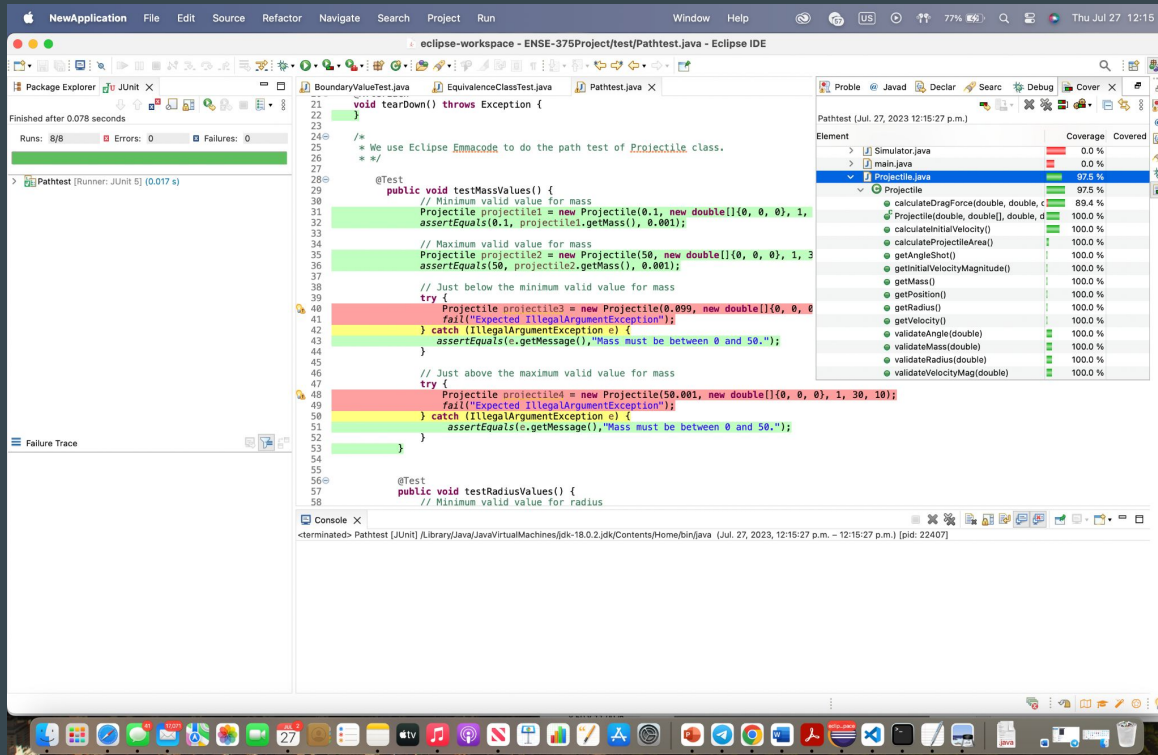 NewApplication File Edit Source Refactor Navigate Search Project Run Window Help US 77% Thu Jul 27 12:15
eclipse-workspace - ENSE-375Project/test/Pathtest.java - Eclipse IDE
Package Explorer JUnit
Finished after 0.078 seconds
Runs: 8/8 Errors: 0 Failures: 0
Pathtest [Runner: JUnit 5] (0.017 s)
Failure Trace
BoundaryValueTest.java EquivalenceClassTest.java Pathtest.java
21 void tearDown() throws Exception {
22 }
23
24 /*
25 * We use Eclipse Emmacode to do the path test of Projectile class.
26 * */
27
28 @Test
29 public void testMassValues() {
30 // Minimum valid value for mass
31 Projectile projectile1 = new Projectile(0.1, new double[]{0, 0, 0}, 1,
32 assertEquals(0.1, projectile1.getMass(), 0.001);
33
34 // Maximum valid value for mass
35 Projectile projectile2 = new Projectile(50, new double[]{0, 0, 0}, 1, 3
36 assertEquals(50, projectile2.getMass(), 0.001);
37
38 // Just below the minimum valid value for mass
39 try {
40 Projectile projectile3 = new Projectile(0.099, new double[]{0, 0, 0
41 fail("Expected IllegalArgumentException");
42 } catch (IllegalArgumentException e) {
43 assertEquals(e.getMessage(),"Mass must be between 0 and 50.");
44 }
45
46 // Just above the maximum valid value for mass
47 try {
48 Projectile projectile4 = new Projectile(50.001, new double[]{0, 0, 0}, 1, 30, 10);
49 fail("Expected IllegalArgumentException");
50 } catch (IllegalArgumentException e) {
51 assertEquals(e.getMessage(),"Mass must be between 0 and 50.");
52 }
53 }
54
55
56 @Test
57 public void testRadiusValues() {
58 // Minimum valid value for radius
Proble Javad Declar Searc Debug Cover
Pathtest (Jul. 27, 2023 12:15:27 p.m.)
Element Coverage Covered
Simulator.java 0.0 %
main.java 0.0 %
Projectile.java 97.5 %
Projectile 97.5 %
calculateDragForce(double, double, c 89.4 %
Projectile(double, double[], double, d 100.0 %
calculateInitialVelocity() 100.0 %
calculateProjectileArea() 100.0 %
getAngleShot() 100.0 %
getInitialVelocityMagnitude() 100.0 %
getMass() 100.0 %
getPosition() 100.0 %
getRadius() 100.0 %
getVelocity() 100.0 %
validateAngle(double) 100.0 %
validateMass(double) 100.0 %
validateRadius(double) 100.0 %
validateVelocityMag(double) 100.0 %
Console
<terminated> Pathtest [JUnit] /Library/Java/JavaVirtualMachines/jdk-18.0.2.jdk/Contents/Home/bin/java (Jul. 27, 2023, 12:15:27 p.m. – 12:15:27 p.m.) [pid: 22407]
41 17,071 JUL 27 2 tv